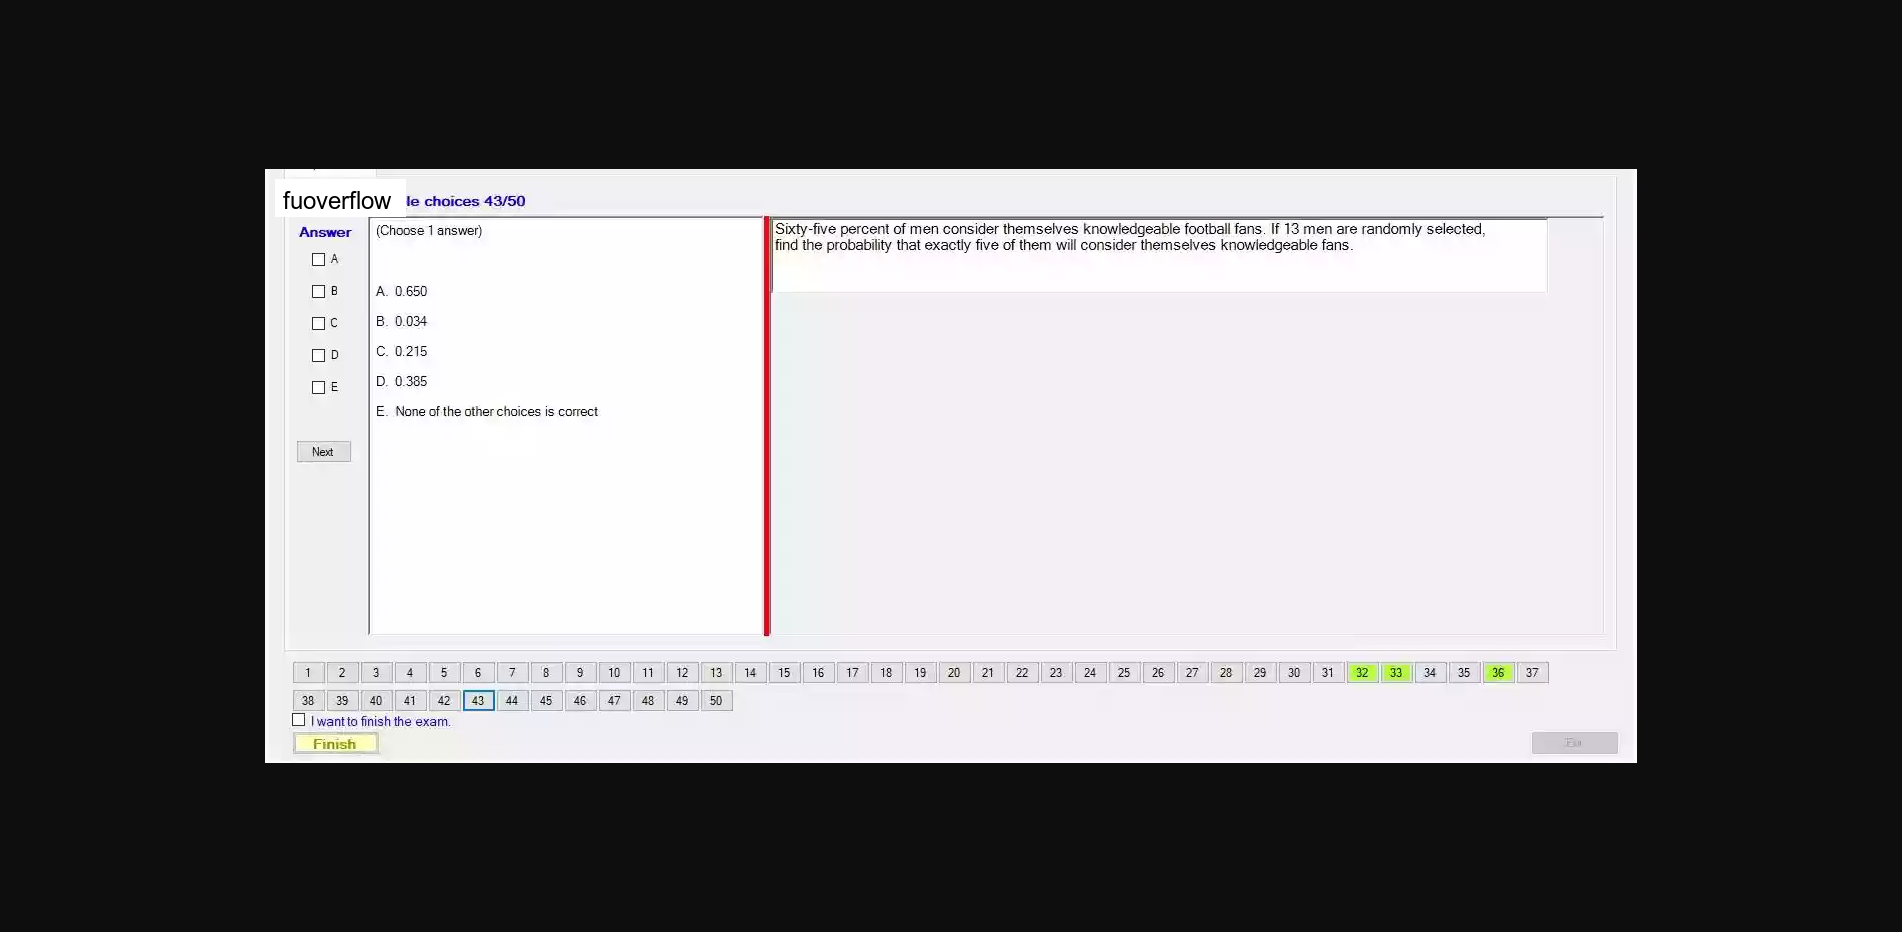 fuoverflow
le choices 43/50
Answer
(Choose 1 answer)
A
B
C
D
E
A. 0.650
B. 0.034
C. 0.215
D. 0.385
E. None of the other choices is correct
Next
Sixty-five percent of men consider themselves knowledgeable football fans. If 13 men are randomly selected,
find the probability that exactly five of them will consider themselves knowledgeable fans.
1 2 3 4 5 6 7 8 9 10 11 12 13 14 15 16 17 18 19 20 21 22 23 24 25 26 27 28 29 30 31 32 33 34 35 36 37
38 39 40 41 42 43 44 45 46 47 48 49 50
I want to finish the exam.
Finish